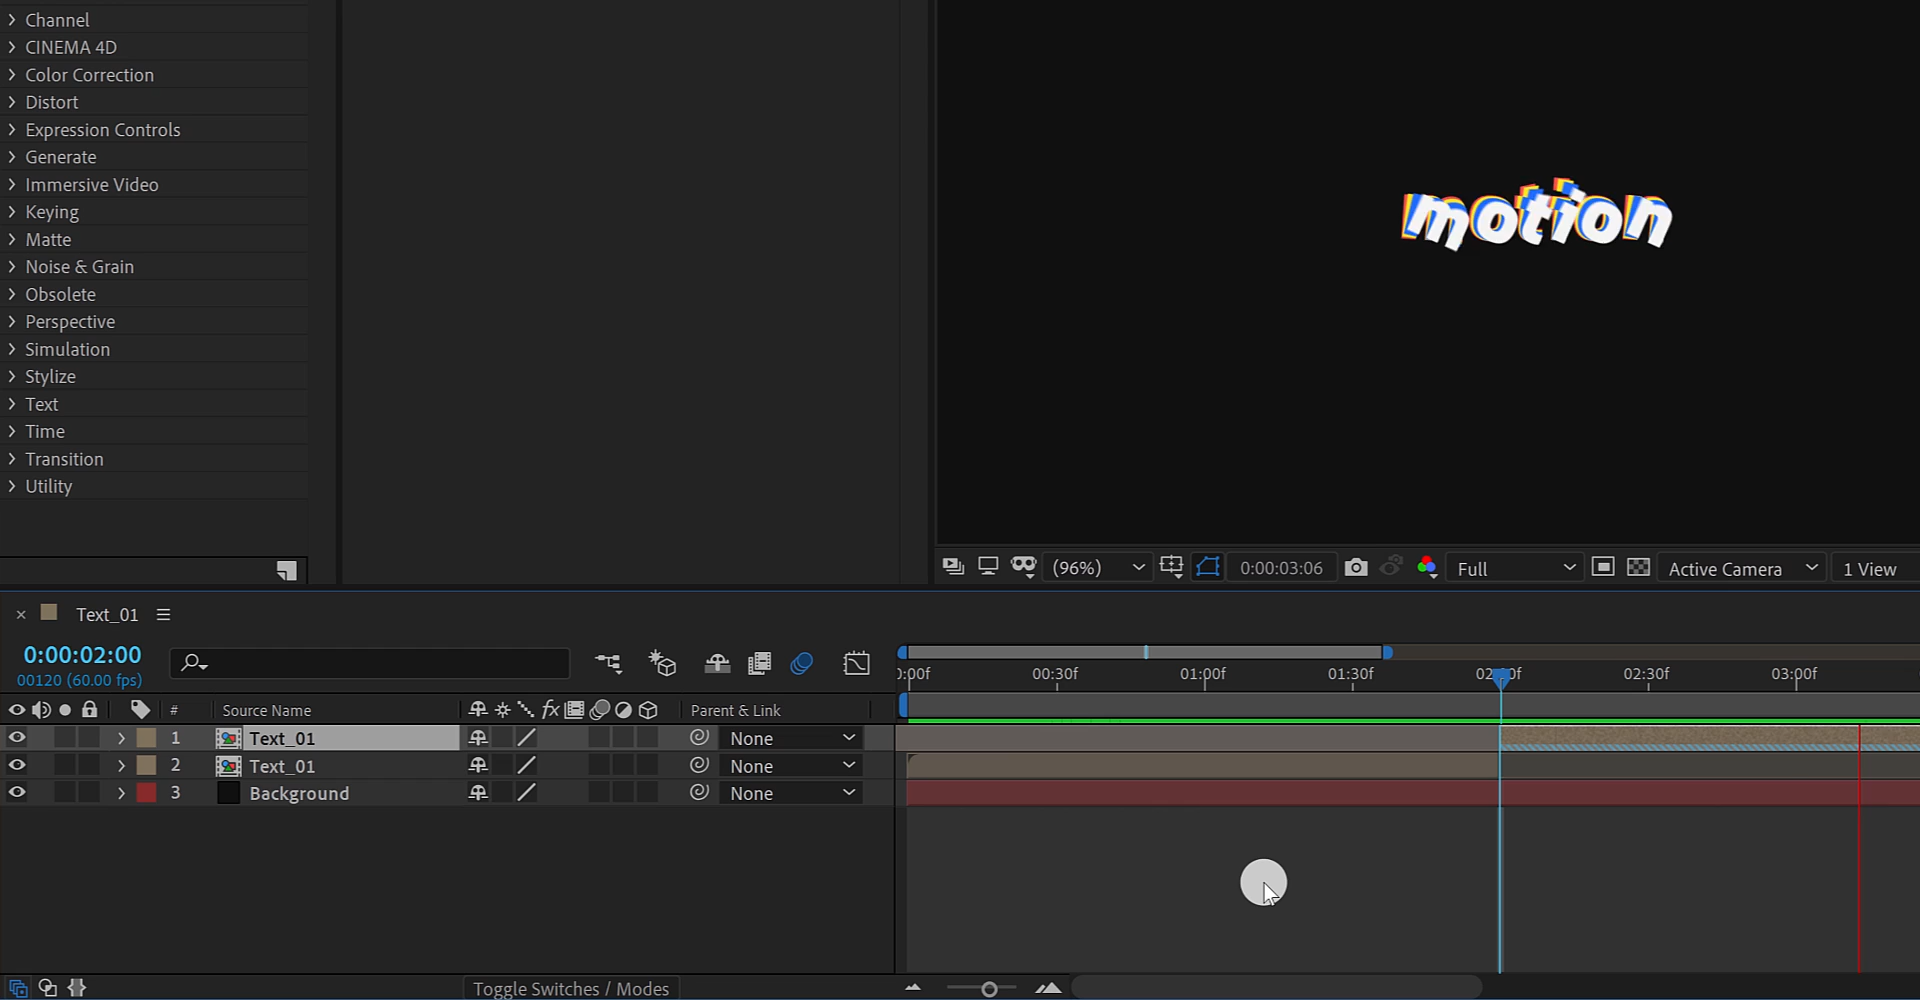 Channel
CINEMA 4D
Color Correction
Distort
Expression Controls
Generate
Immersive Video
Keying
Matte
Noise & Grain
Obsolete
Perspective
Simulation
Stylize
Text
Time
Transition
Utility
motion
(96%) 0:00:03:06 Full Active Camera 1 View
× Text_01
0:00:02:00
00120 (60.00 fps)
:00f 00:30f 01:00f 01:30f 02:00f 02:30f 03:00f
# Source Name fx Parent & Link
1 Text_01 None
2 Text_01 None
3 Background None
Toggle Switches / Modes